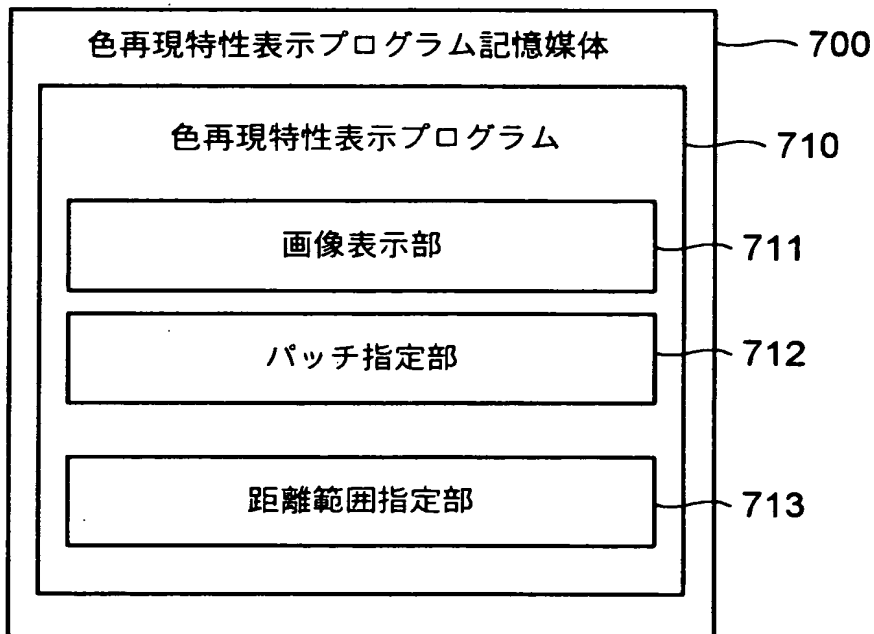 色再現特性表示プログラム記憶媒体 700
色再現特性表示プログラム 710
画像表示部 711
パッチ指定部 712
距離範囲指定部 713